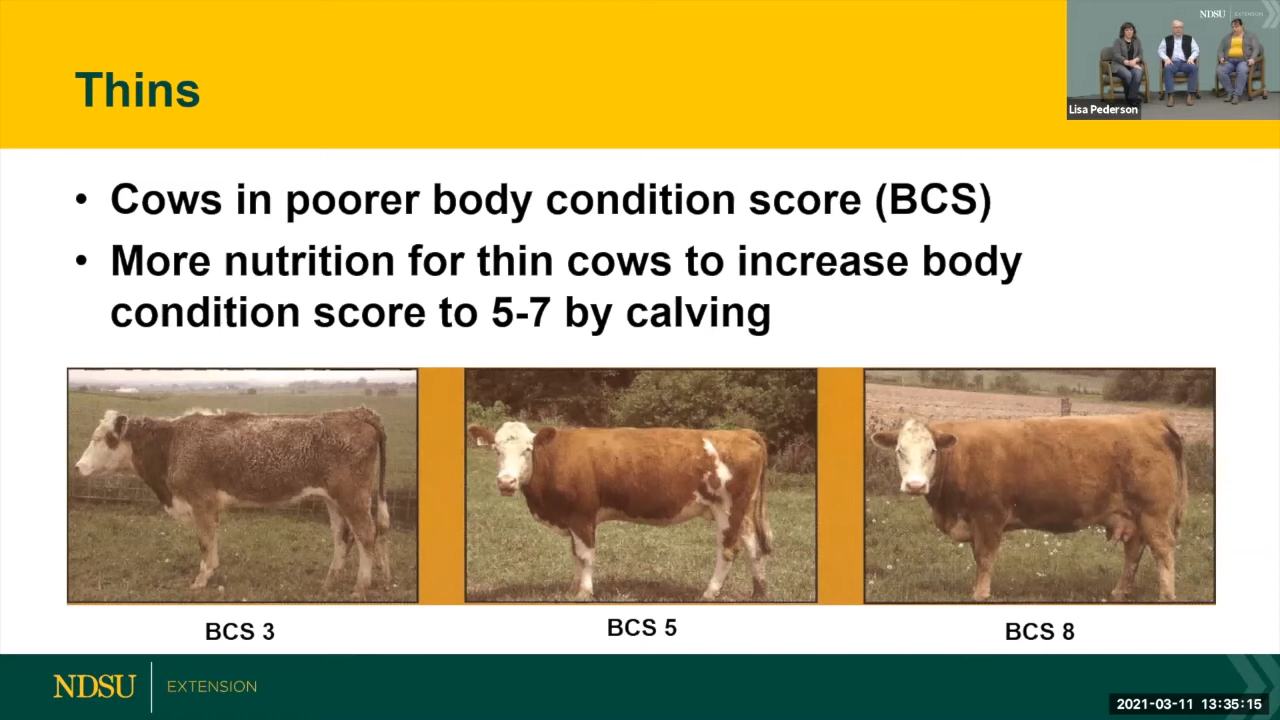 NDSU EXTENSION
Lisa Pederson
Thins
• Cows in poorer body condition score (BCS)
• More nutrition for thin cows to increase body
condition score to 5-7 by calving
BCS 3
BCS 5
BCS 8
NDSU EXTENSION
2021-03-11 13:35:15